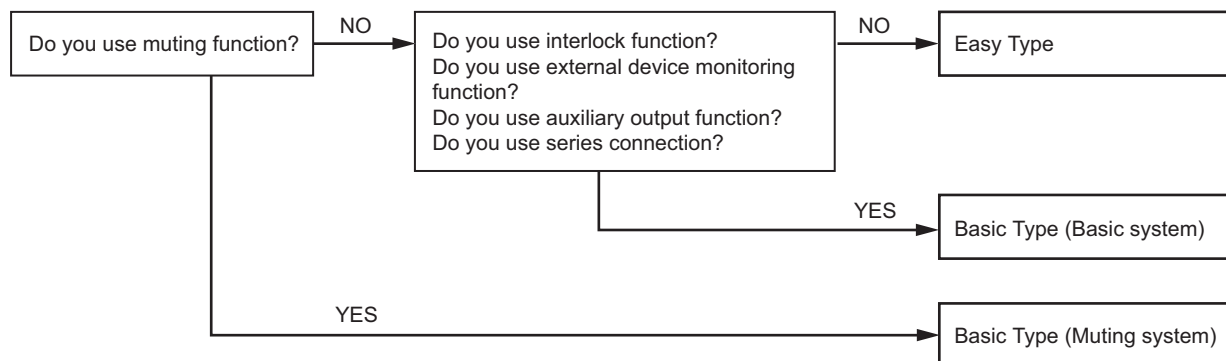 Do you use muting function?
NO
Do you use interlock function?
Do you use external device monitoring
function?
Do you use auxiliary output function?
Do you use series connection?
NO
Easy Type
YES
Basic Type (Basic system)
YES
Basic Type (Muting system)